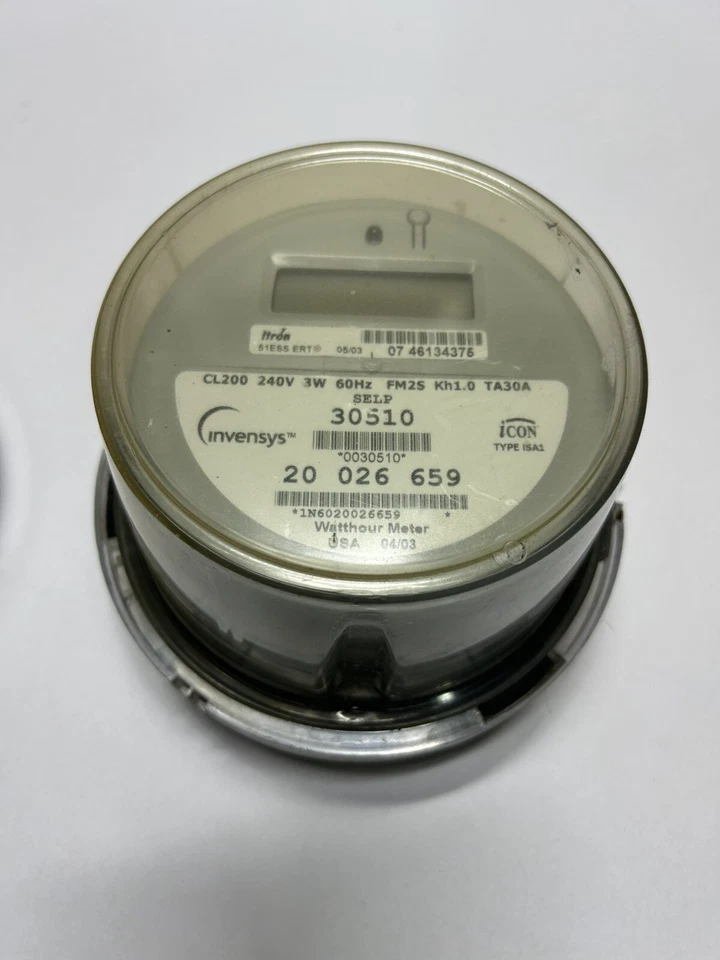 Itron
51ESS ERT® 05/03 07 46134375
CL200 240V 3W 60Hz FM2S Kh1.0 TA30A
SELP
30510
invensys™
iCON
TYPE iSA1
*0030510*
20 026 659
*1N6020026659 *
Watthour Meter
USA 04/03